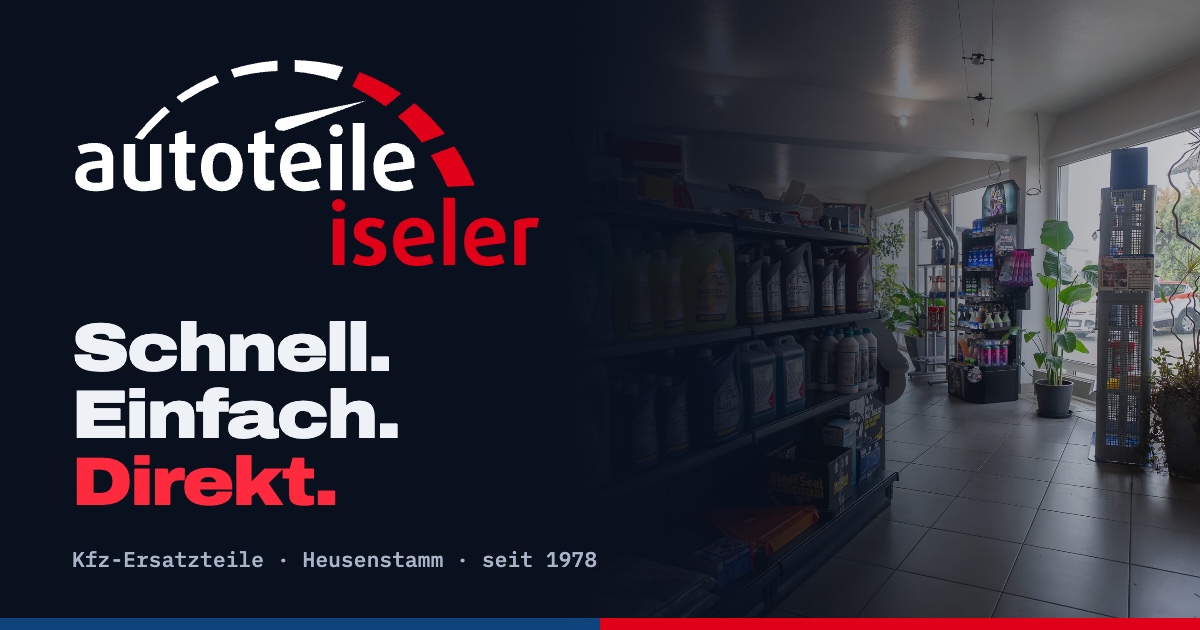 autoteile
iseler
Schnell.
Einfach.
Direkt.
Kfz-Ersatzteile · Heusenstamm · seit 1978